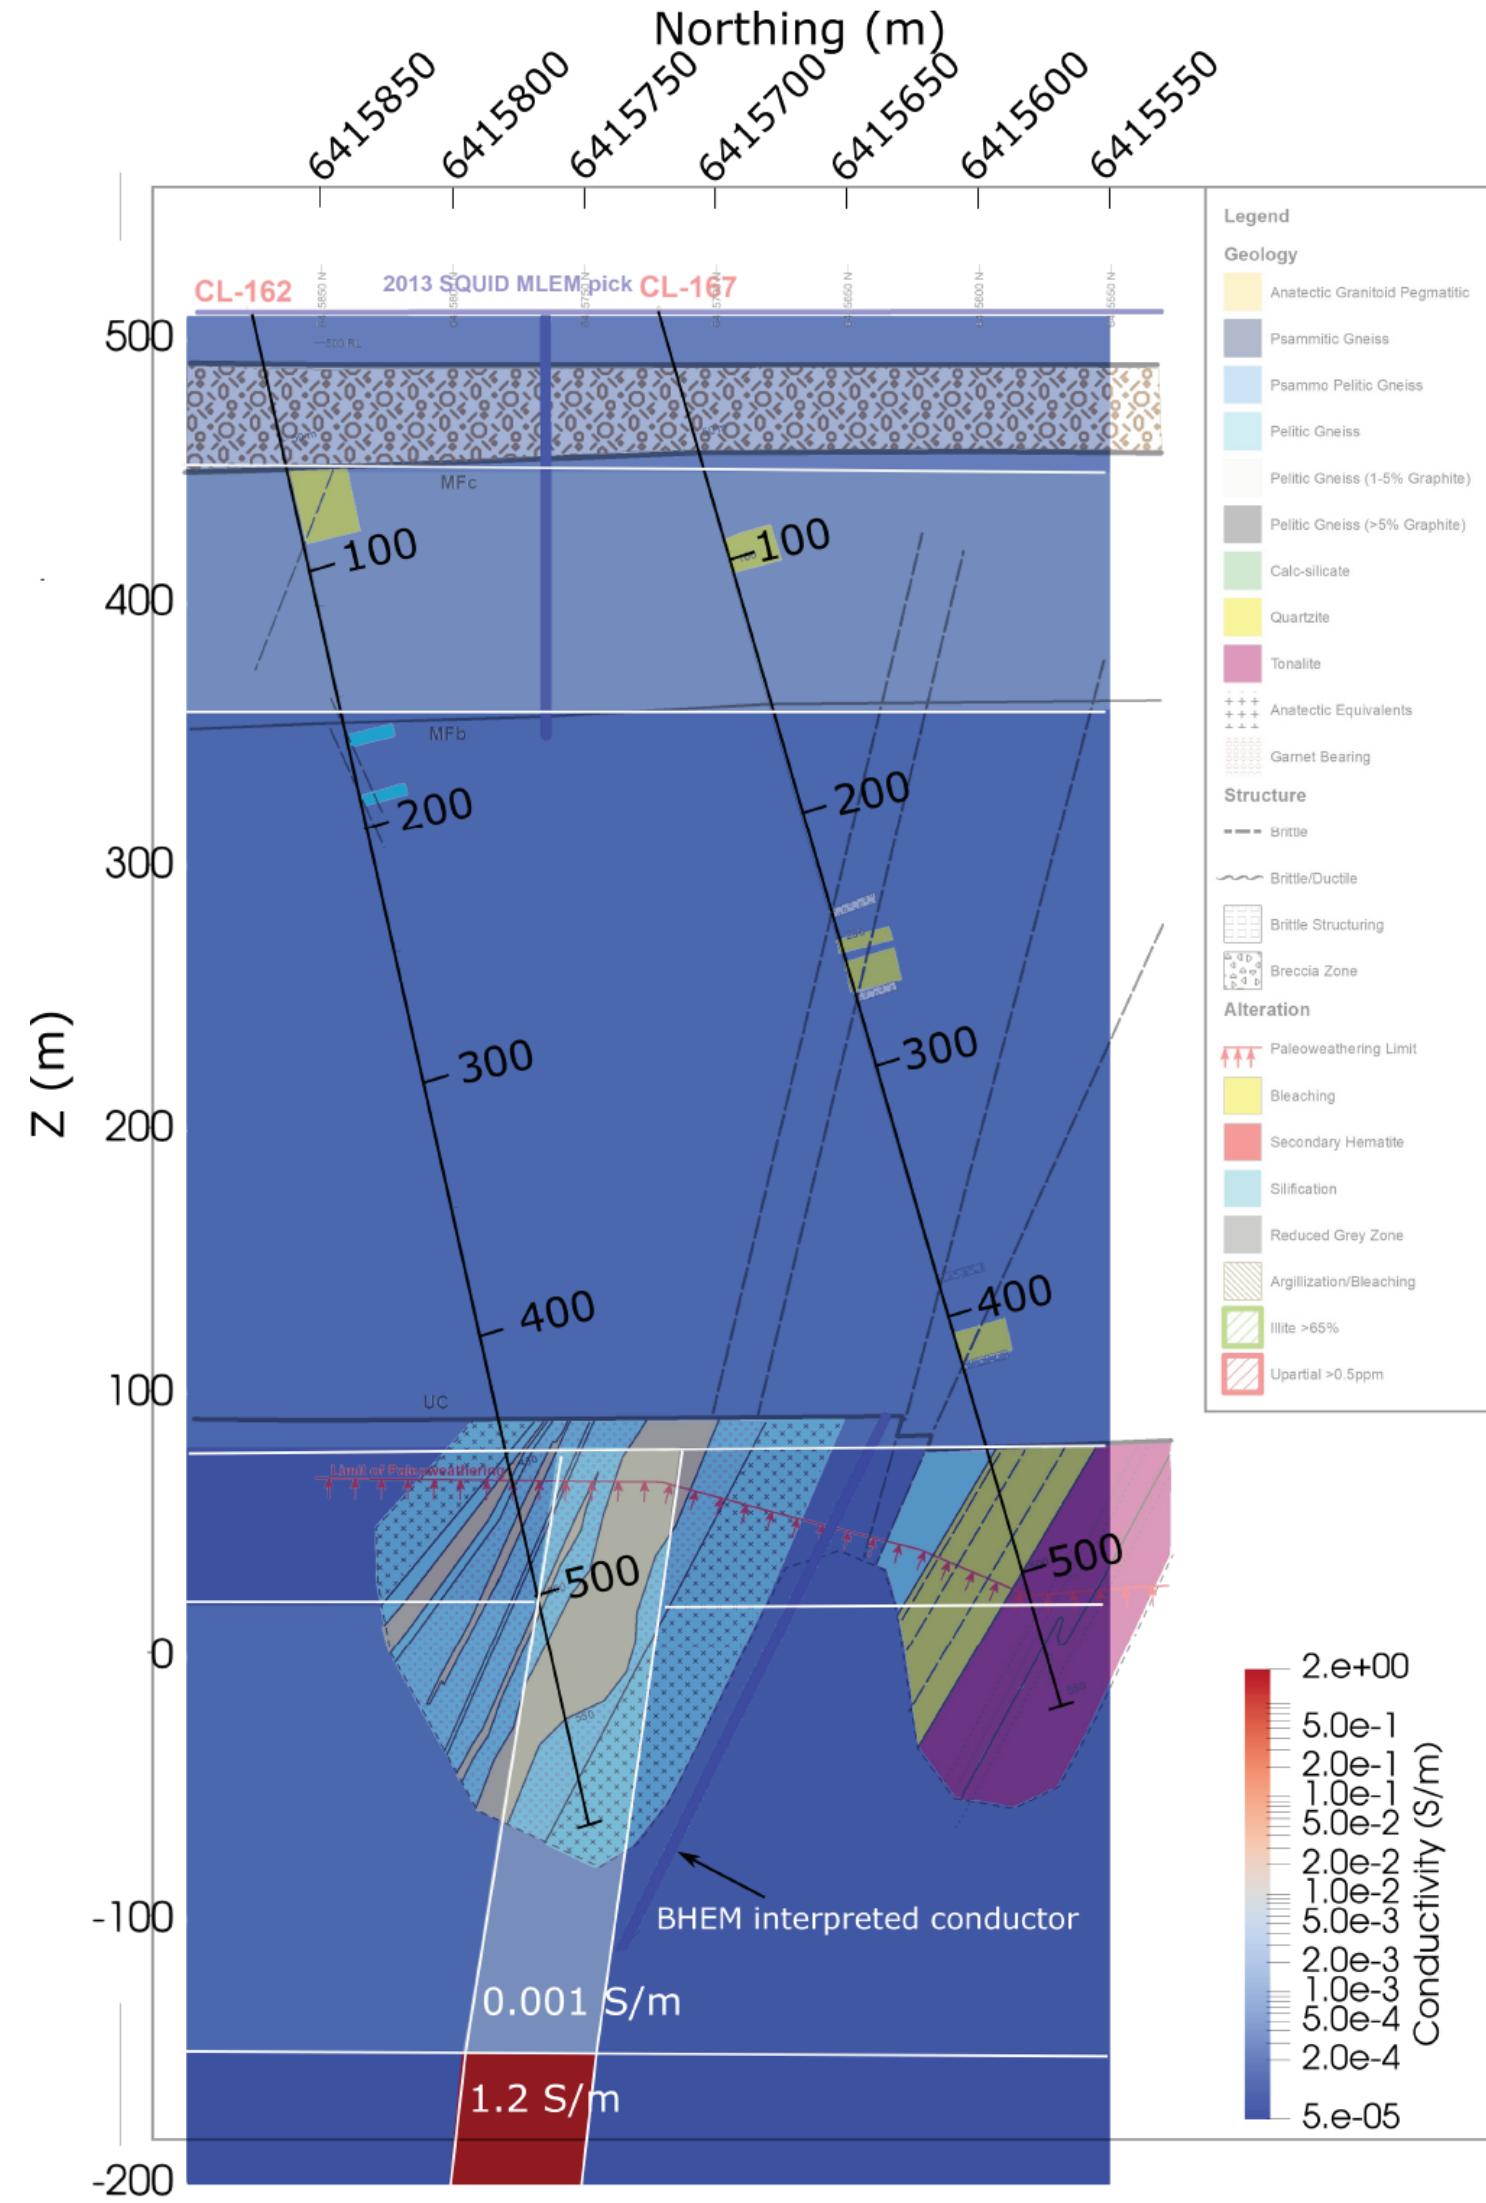 Northing (m)
6415850
6415800
6415750
6415700
6415650
6415600
6415550
CL-162
2013 SQUID MLEM pick
CL-167
500
400
300
200
100
0
-100
-200
Z (m)
MFc
MFb
UC
100
200
300
400
500
100
200
300
400
500
550
550
Limit of Paleoweathering
BHEM interpreted conductor
0.001 S/m
1.2 S/m
Legend
Geology
Anatectic Granitoid Pegmatitic
Psammitic Gneiss
Psammo Pelitic Gneiss
Pelitic Gneiss
Pelitic Gneiss (1-5% Graphite)
Pelitic Gneiss (>5% Graphite)
Calc-silicate
Quartzite
Tonalite
Anatectic Equivalents
Garnet Bearing
Structure
Brittle
Brittle/Ductile
Brittle Structuring
Breccia Zone
Alteration
Paleoweathering Limit
Bleaching
Secondary Hematite
Silification
Reduced Grey Zone
Argillization/Bleaching
Illite >65%
Upartial >0.5ppm
2.e+00
5.0e-1
2.0e-1
1.0e-1
5.0e-2
2.0e-2
1.0e-2
5.0e-3
2.0e-3
1.0e-3
5.0e-4
2.0e-4
5.e-05
Conductivity (S/m)